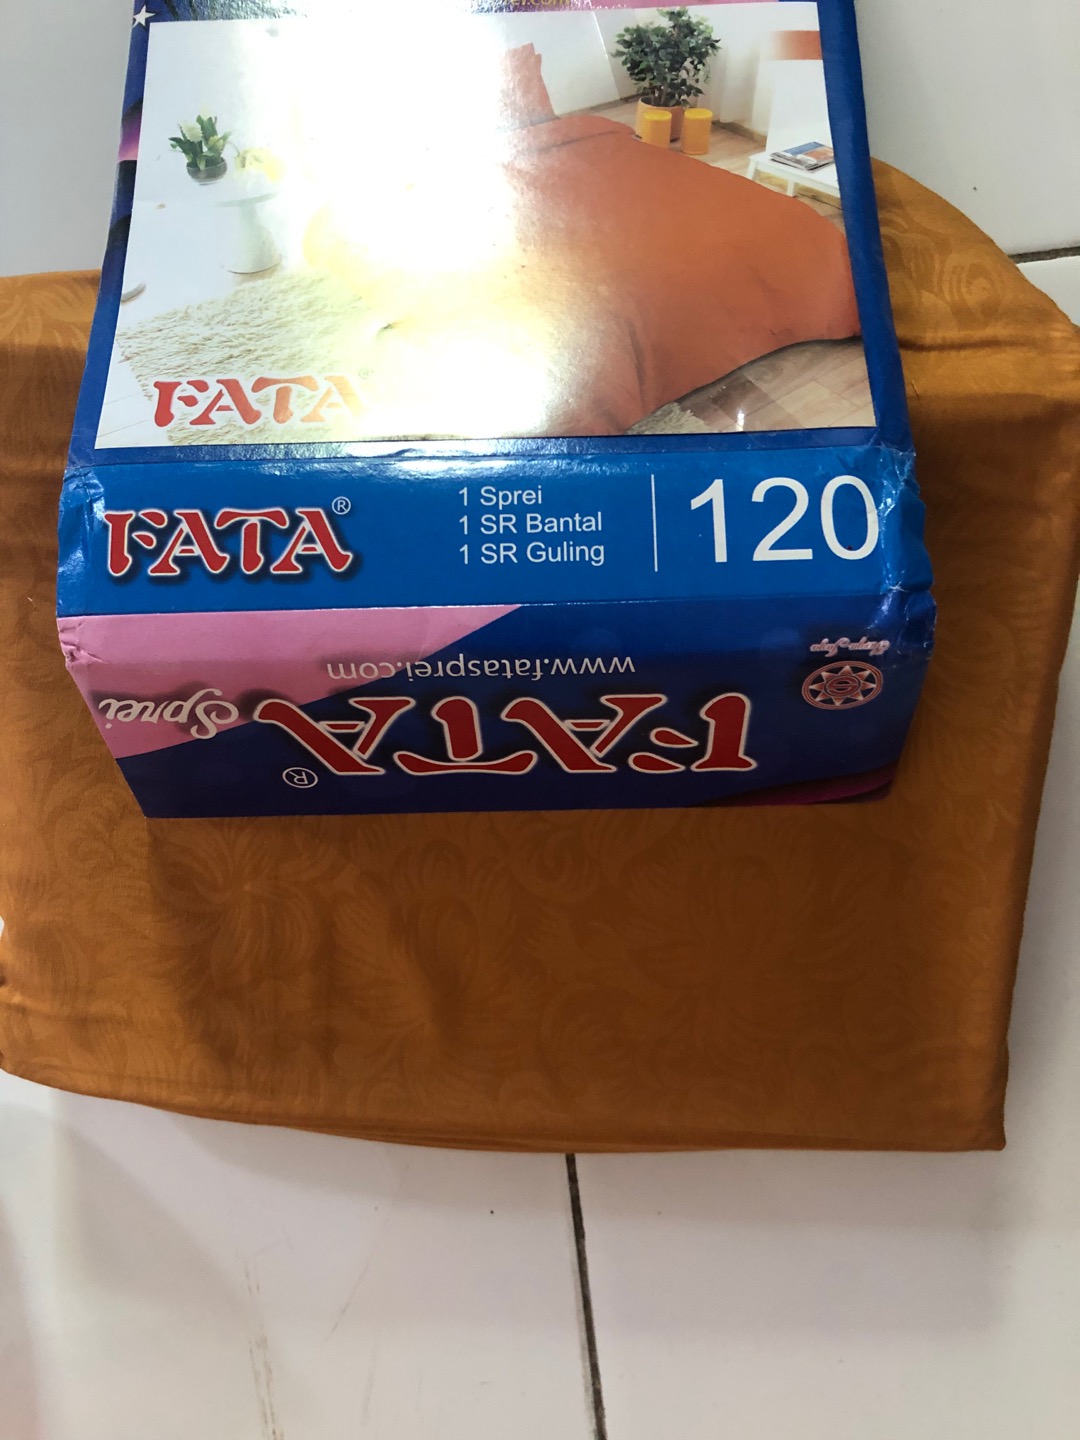 FATA
FATA®
1 Sprei
1 SR Bantal
1 SR Guling
120
www.fatasprei.com
Sprei
FATA®